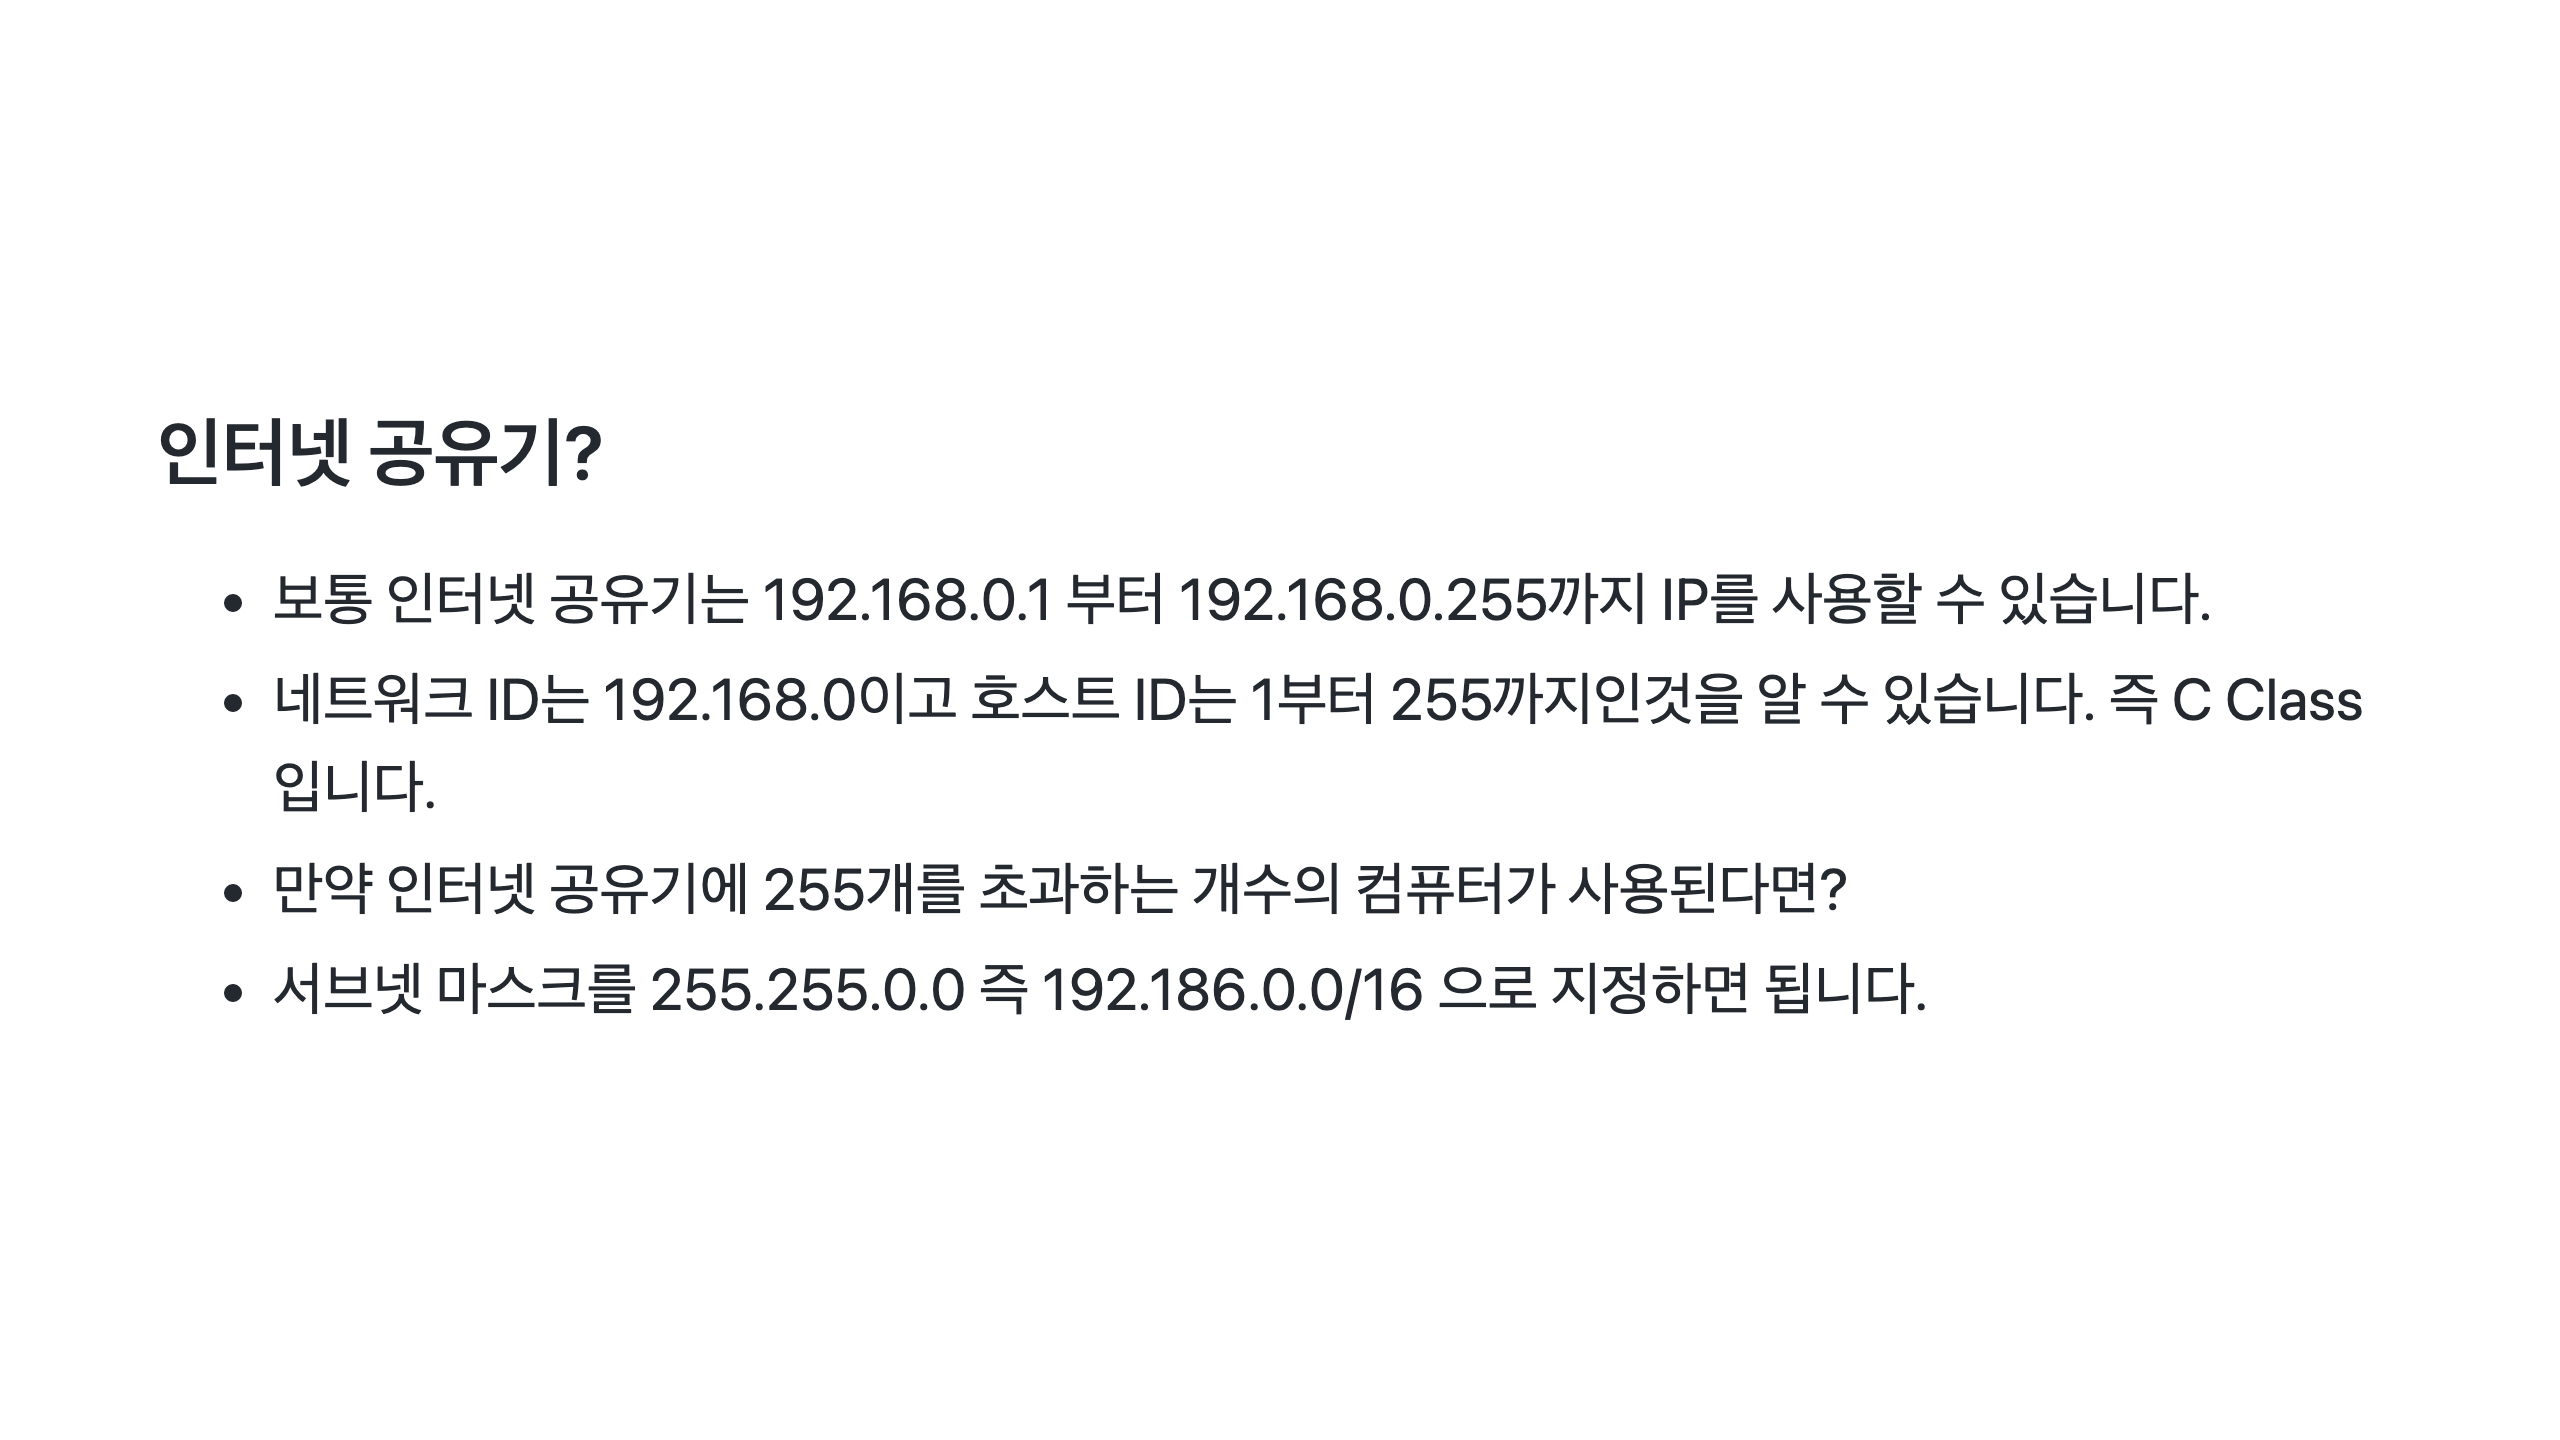 인터넷 공유기?
보통 인터넷 공유기는 192.168.0.1 부터 192.168.0.255까지 IP를 사용할 수 있습니다.
네트워크 ID는 192.168.0이고 호스트 ID는 1부터 255까지인것을 알 수 있습니다. 즉 C Class
입니다.
만약 인터넷 공유기에 255개를 초과하는 개수의 컴퓨터가 사용된다면?
서브넷 마스크를 255.255.0.0 즉 192.186.0.0/16 으로 지정하면 됩니다.